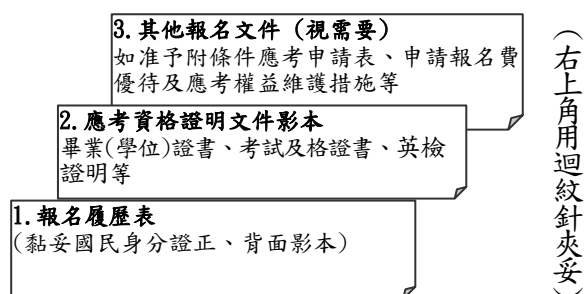 3.其他報名文件（視需要）
如准予附條件應考申請表、申請報名費
優待及應考權益維護措施等
2.應考資格證明文件影本
畢業(學位)證書、考試及格證書、英檢
證明等
1.報名履歷表
(黏妥國民身分證正、背面影本)
（右上角用迴紋針夾妥）